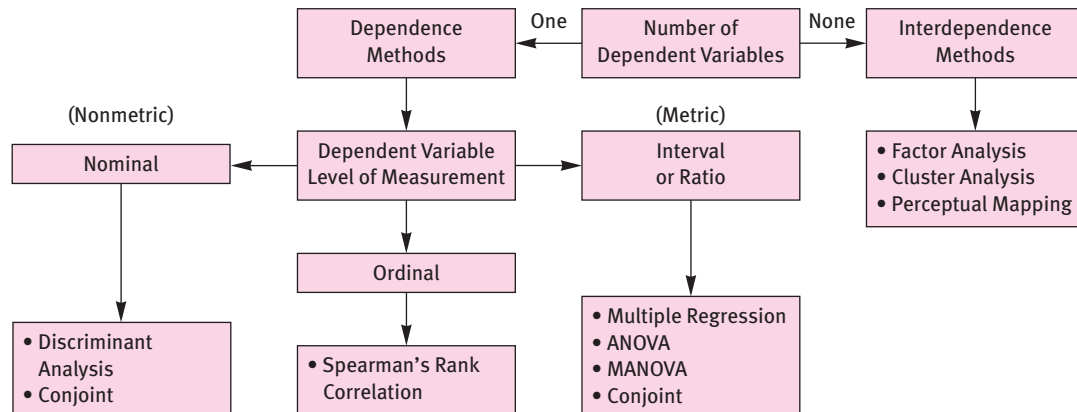 Dependence
Methods
One
Number of
Dependent Variables
None
Interdependence
Methods
(Nonmetric)
(Metric)
Nominal
Dependent Variable
Level of Measurement
Interval
or Ratio
• Factor Analysis
• Cluster Analysis
• Perceptual Mapping
Ordinal
• Discriminant
Analysis
• Conjoint
• Spearman’s Rank
Correlation
• Multiple Regression
• ANOVA
• MANOVA
• Conjoint